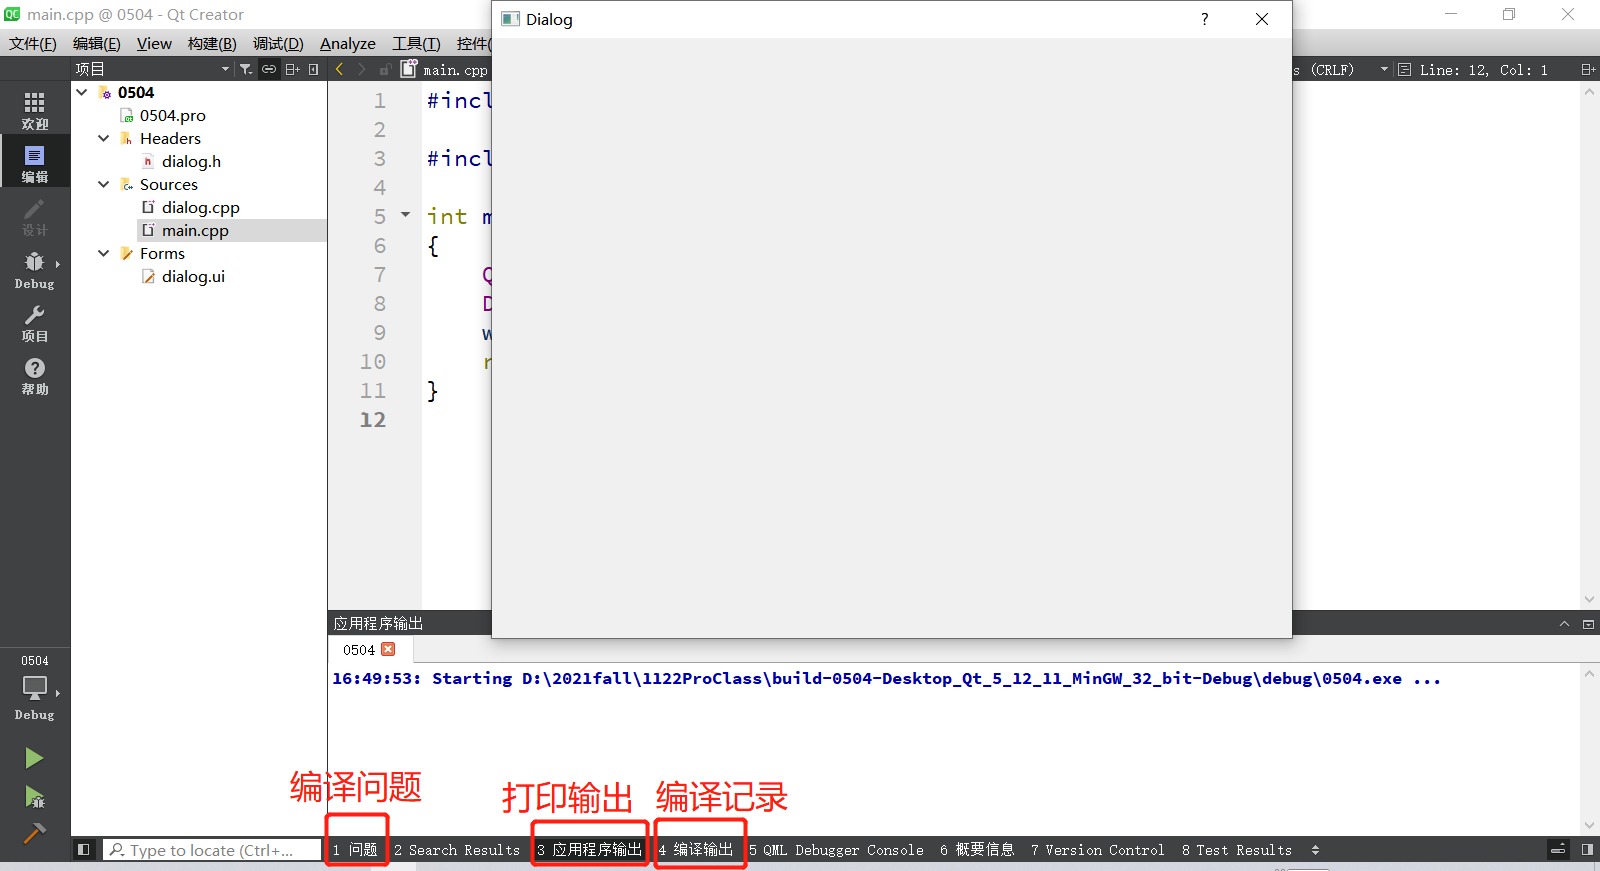 main.cpp @ 0504 - Qt Creator
Dialog
?
文件(F) 编辑(E) View 构建(B) 调试(D) Analyze 工具(T) 控件(
项目
main.cpp
(CRLF)
Line: 12, Col: 1
欢迎
编辑
设计
Debug
项目
帮助
0504
0504.pro
Headers
dialog.h
Sources
dialog.cpp
main.cpp
Forms
dialog.ui
1 #incl
2
3 #incl
4
5 int m
6 {
7 Q
8 D
9 w
10 r
11 }
12
应用程序输出
0504
16:49:53: Starting D:\2021fall\1122ProClass\build-0504-Desktop_Qt_5_12_11_MinGW_32_bit-Debug\debug\0504.exe ...
0504
Debug
编译问题 打印输出 编译记录
Type to locate (Ctrl+...
1 问题 2 Search Results 3 应用程序输出 4 编译输出 5 QML Debugger Console 6 概要信息 7 Version Control 8 Test Results